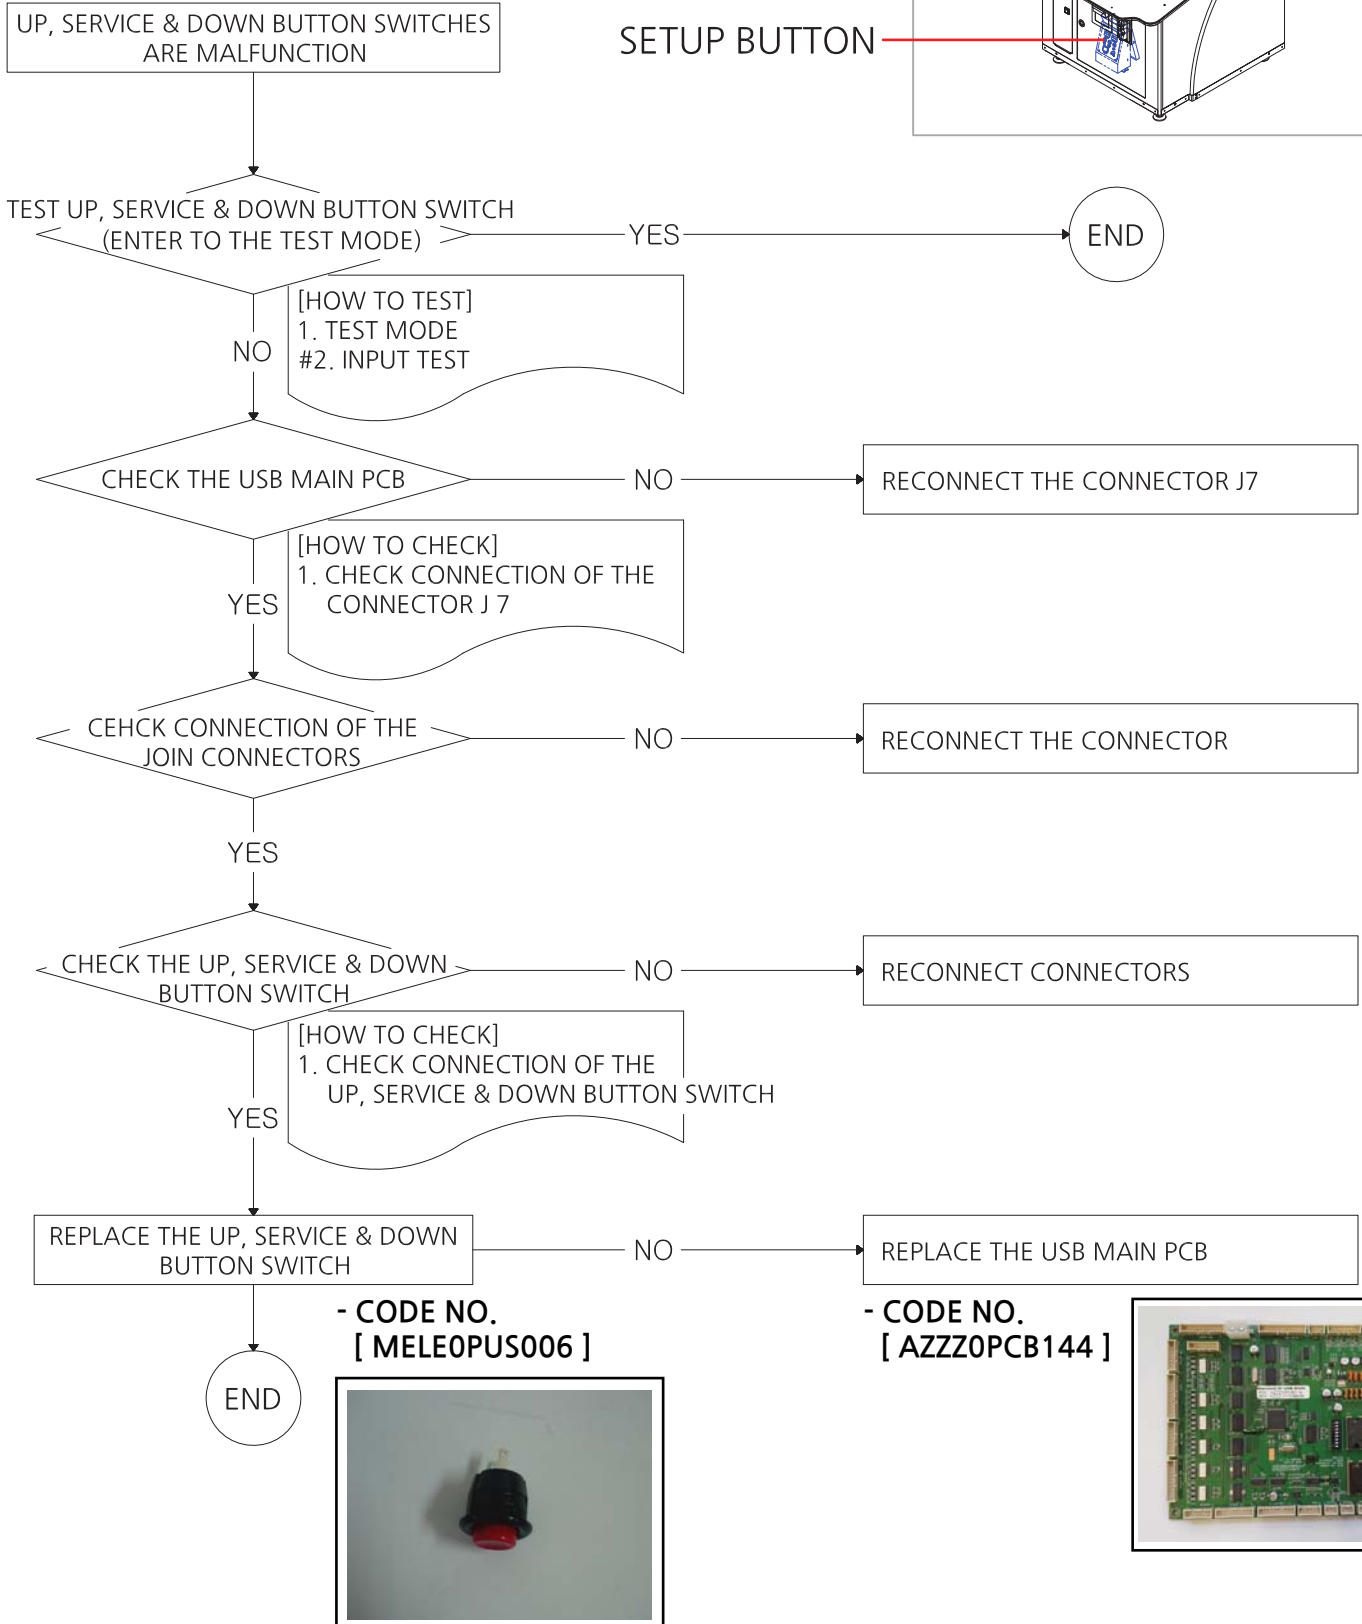 UP, SERVICE & DOWN BUTTON SWITCHES
ARE MALFUNCTION
SETUP BUTTON
TEST UP, SERVICE & DOWN BUTTON SWITCH
(ENTER TO THE TEST MODE)
YES
END
[HOW TO TEST]
1. TEST MODE
#2. INPUT TEST
NO
CHECK THE USB MAIN PCB
NO
RECONNECT THE CONNECTOR J7
[HOW TO CHECK]
1. CHECK CONNECTION OF THE
CONNECTOR J 7
YES
CEHCK CONNECTION OF THE
JOIN CONNECTORS
NO
RECONNECT THE CONNECTOR
YES
CHECK THE UP, SERVICE & DOWN
BUTTON SWITCH
NO
RECONNECT CONNECTORS
[HOW TO CHECK]
1. CHECK CONNECTION OF THE
UP, SERVICE & DOWN BUTTON SWITCH
YES
REPLACE THE UP, SERVICE & DOWN
BUTTON SWITCH
NO
REPLACE THE USB MAIN PCB
- CODE NO.
[ MELE0PUS006 ]
- CODE NO.
[ AZZZ0PCB144 ]
END